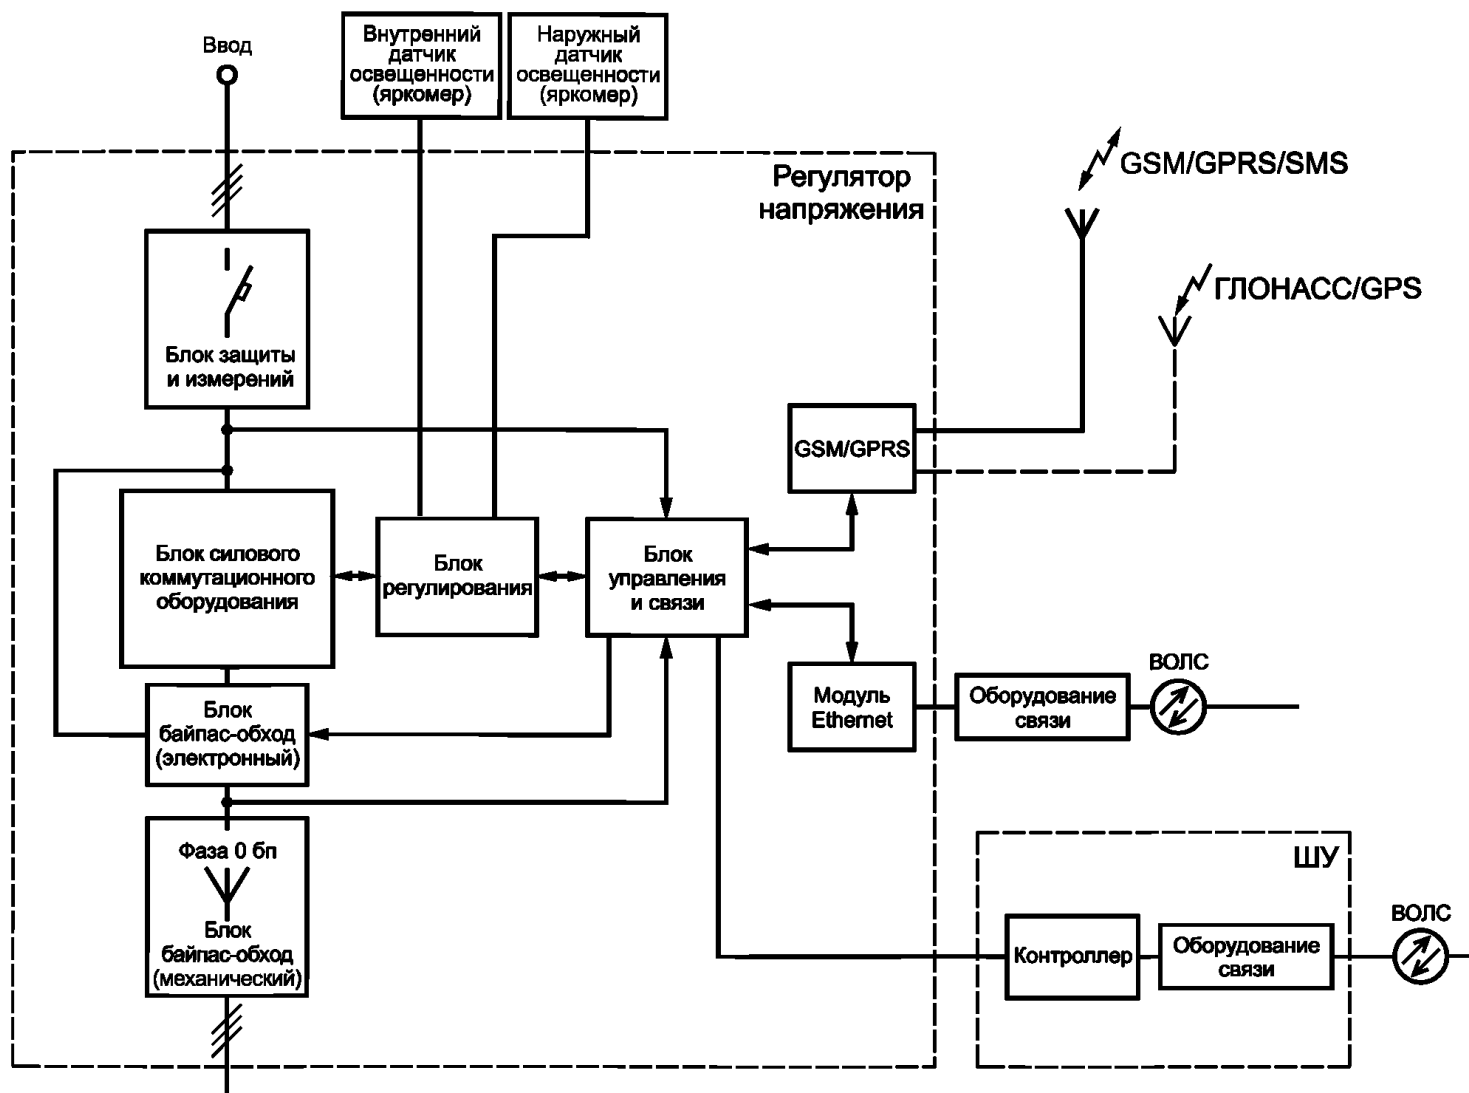 Ввод
Внутренний
датчик
освещенности
(яркомер)
Наружный
датчик
освещенности
(яркомер)
Регулятор
напряжения
GSM/GPRS/SMS
ГЛОНАСС/GPS
Блок защиты
и измерений
GSM/GPRS
Блок силового
коммутационного
оборудования
Блок
регулирования
Блок
управления
и связи
Блок
байпас-обход
(электронный)
Модуль
Ethernet
Оборудование
связи
ВОЛС
Фаза 0 бп
Блок
байпас-обход
(механический)
ШУ
Контроллер
Оборудование
связи
ВОЛС